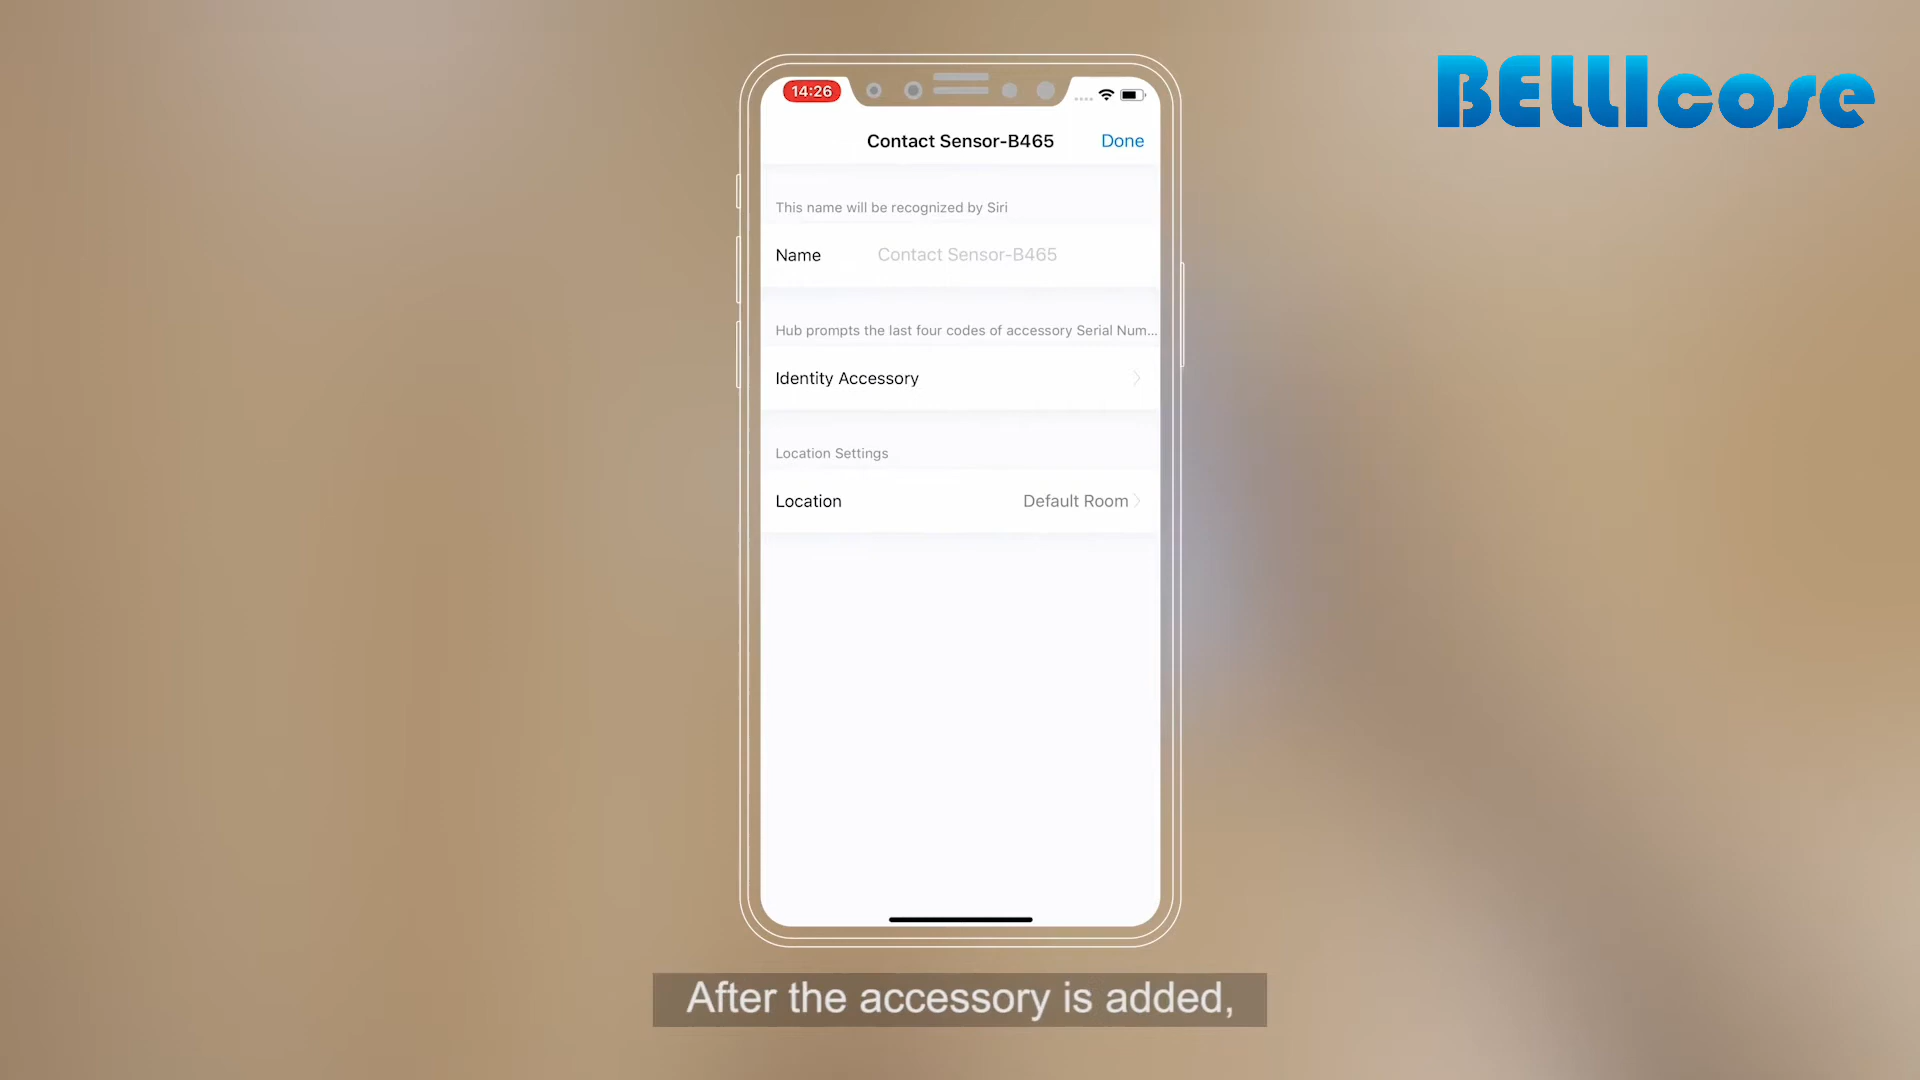 BELLIcose
14:26
Contact Sensor-B465
Done
This name will be recognized by Siri
Name
Contact Sensor-B465
Hub prompts the last four codes of accessory Serial Num...
Identity Accessory
Location Settings
Location
Default Room
After the accessory is added,